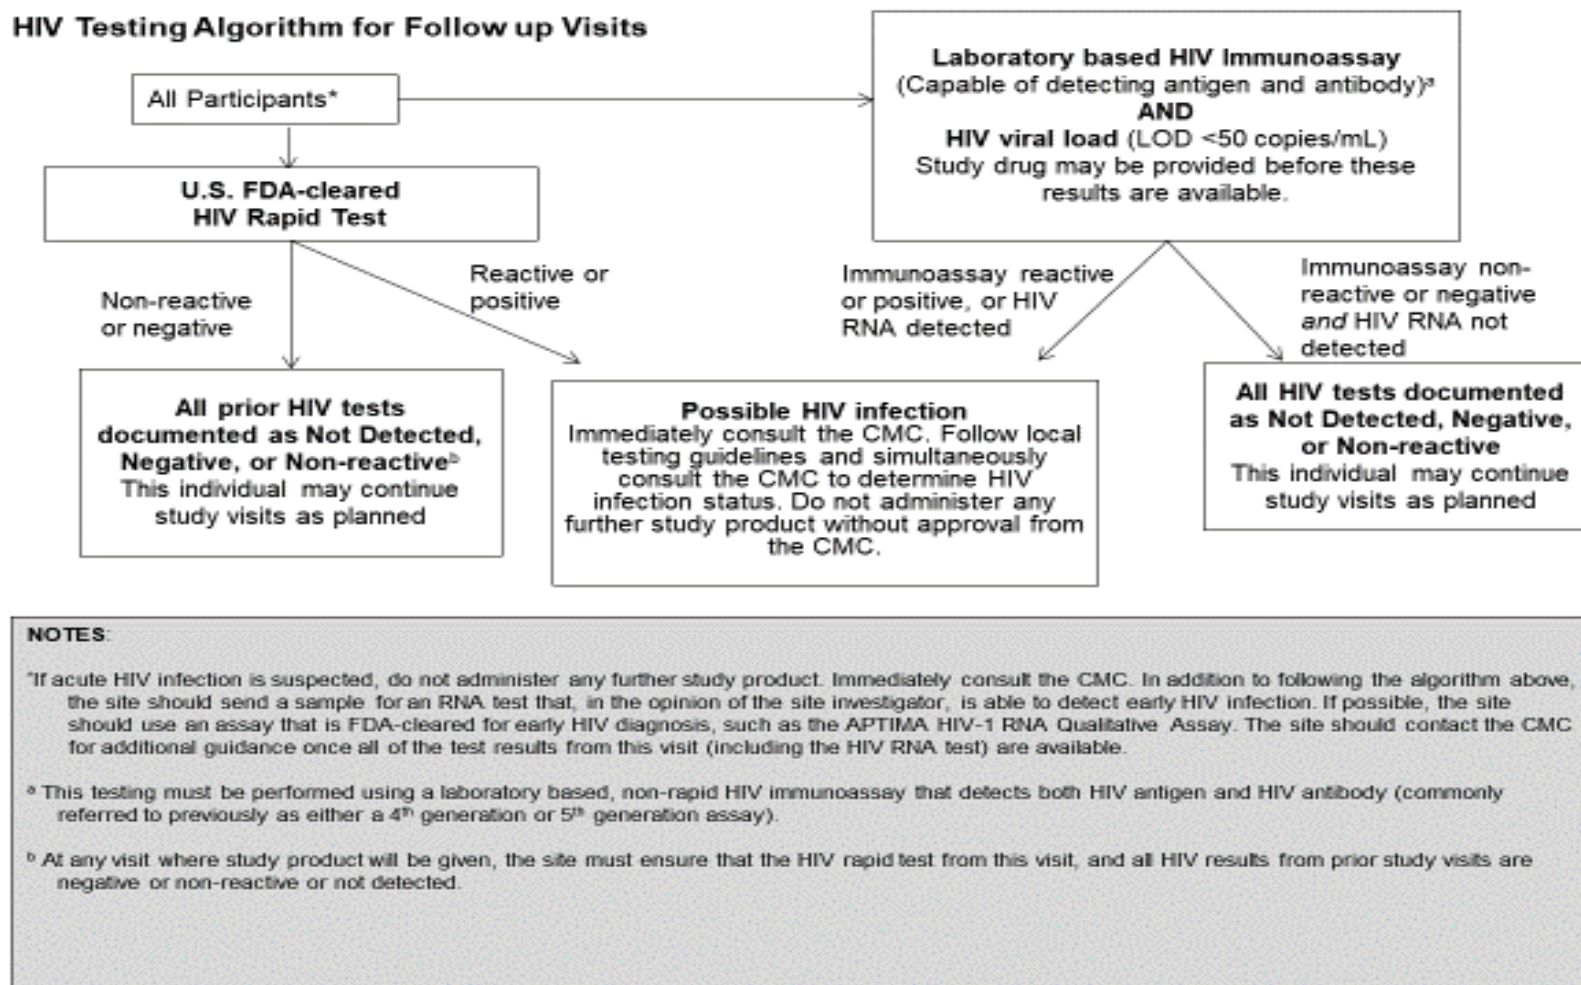 HIV Testing Algorithm for Follow up Visits
All Participants*
Laboratory based HIV Immunoassay
(Capable of detecting antigen and antibody)ᵃ
AND
HIV viral load (LOD <50 copies/mL)
Study drug may be provided before these
results are available.
U.S. FDA-cleared
HIV Rapid Test
Non-reactive
or negative
Reactive or
positive
Immunoassay reactive
or positive, or HIV
RNA detected
Immunoassay non-
reactive or negative
and HIV RNA not
detected
All prior HIV tests
documented as Not Detected,
Negative, or Non-reactiveᵇ
This individual may continue
study visits as planned
Possible HIV infection
Immediately consult the CMC. Follow local
testing guidelines and simultaneously
consult the CMC to determine HIV
infection status. Do not administer any
further study product without approval from
the CMC.
All HIV tests documented
as Not Detected, Negative,
or Non-reactive
This individual may continue
study visits as planned
NOTES:
*If acute HIV infection is suspected, do not administer any further study product. Immediately consult the CMC. In addition to following the algorithm above,
the site should send a sample for an RNA test that, in the opinion of the site investigator, is able to detect early HIV infection. If possible, the site
should use an assay that is FDA-cleared for early HIV diagnosis, such as the APTIMA HIV-1 RNA Qualitative Assay. The site should contact the CMC
for additional guidance once all of the test results from this visit (including the HIV RNA test) are available.
ᵃ This testing must be performed using a laboratory based, non-rapid HIV immunoassay that detects both HIV antigen and HIV antibody (commonly
referred to previously as either a 4ᵗʰ generation or 5ᵗʰ generation assay).
ᵇ At any visit where study product will be given, the site must ensure that the HIV rapid test from this visit, and all HIV results from prior study visits are
negative or non-reactive or not detected.